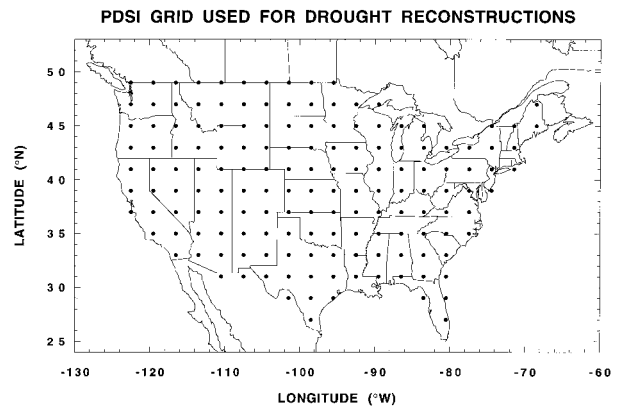 PDSI GRID USED FOR DROUGHT RECONSTRUCTIONS
50
45
40
35
30
25
LATITUDE (°N)
-130 -120 -110 -100 -90 -80 -70 -60
LONGITUDE (°W)